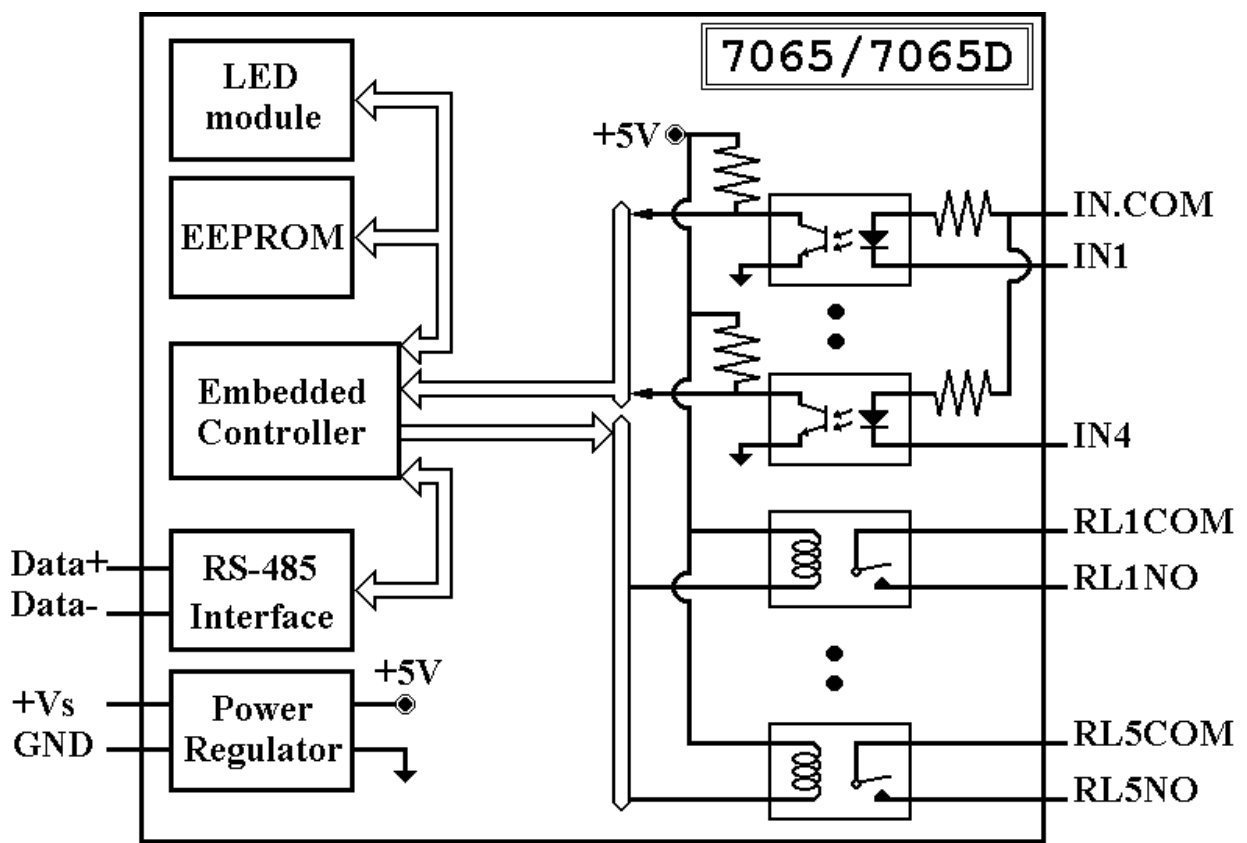 7065/7065D
LED
module
+5V
IN.COM
EEPROM
IN1
Embedded
Controller
IN4
RL1COM
Data+
RS-485
RL1NO
Data-
Interface
+5V
+Vs
Power
RL5COM
GND
Regulator
RL5NO